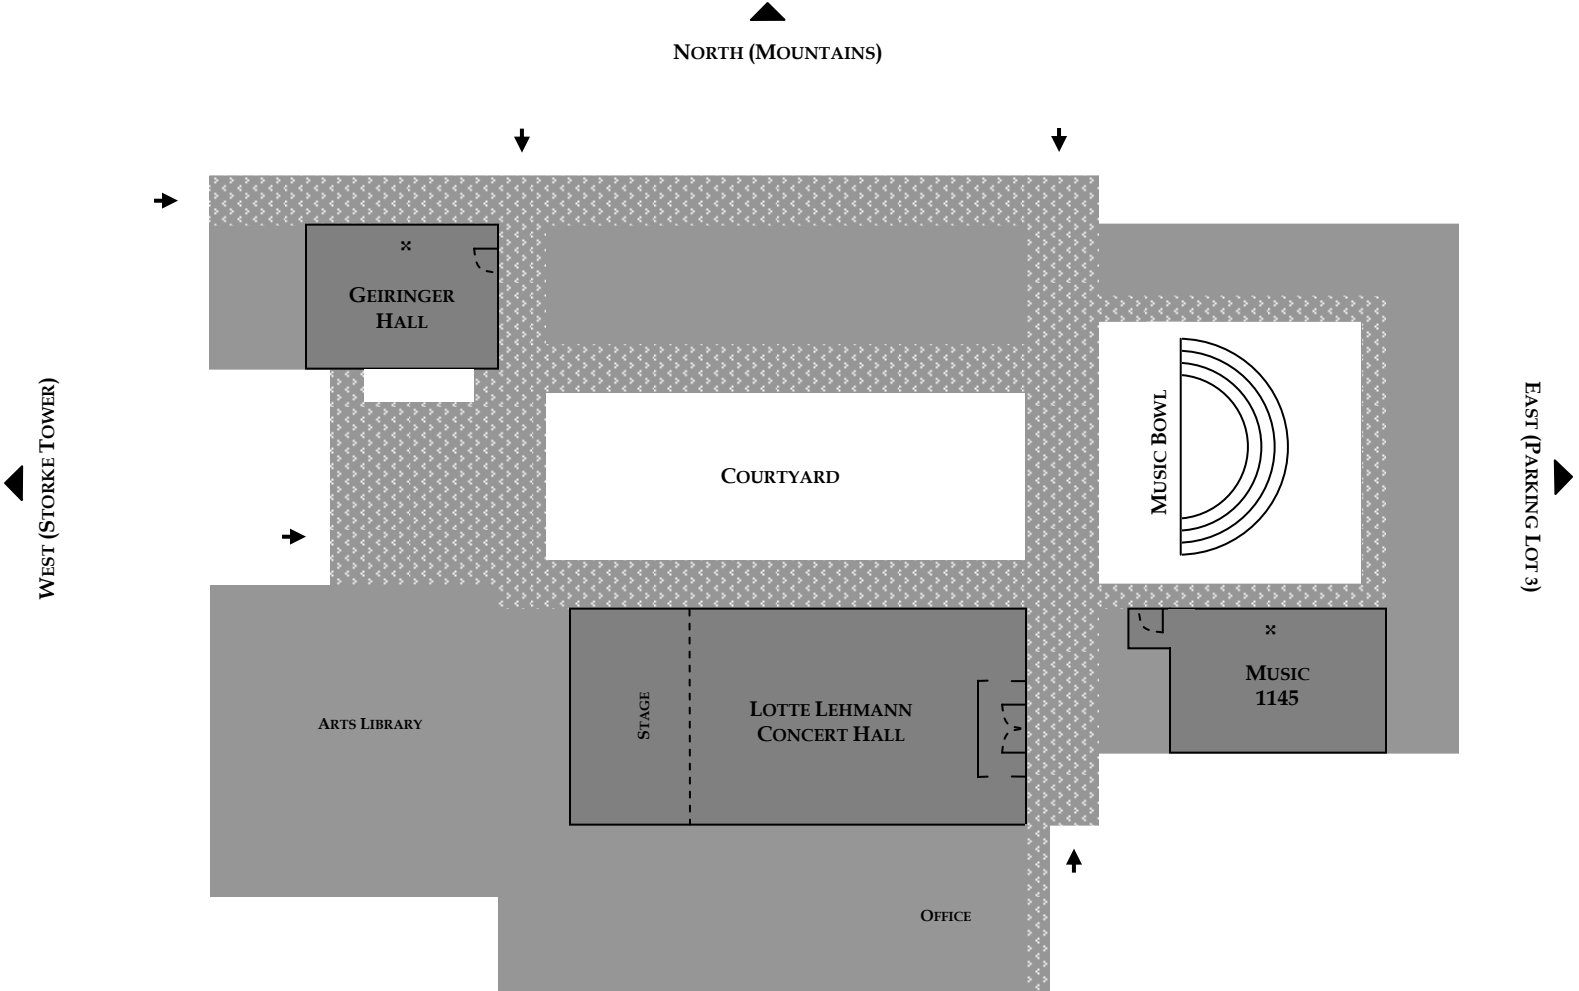 NORTH (MOUNTAINS)
GEIRINGER
HALL
WEST (STORKE TOWER)
COURTYARD
MUSIC BOWL
EAST (PARKING LOT 3)
STAGE
LOTTE LEHMANN
CONCERT HALL
MUSIC
1145
ARTS LIBRARY
OFFICE